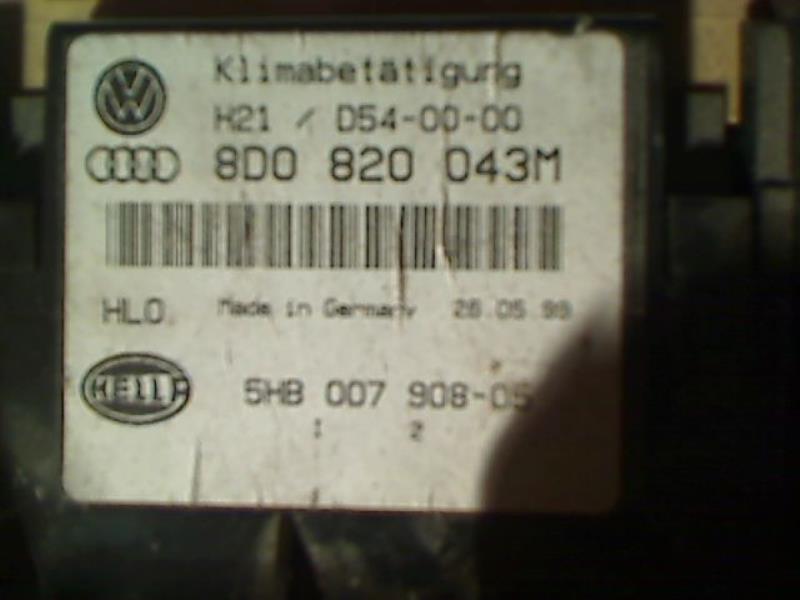 Klimabetätigung
H21 / D54-00-00
8D0 820 043M
HLO Made in Germany 26.05.99
HELLA 5HB 007 908-05
1 2